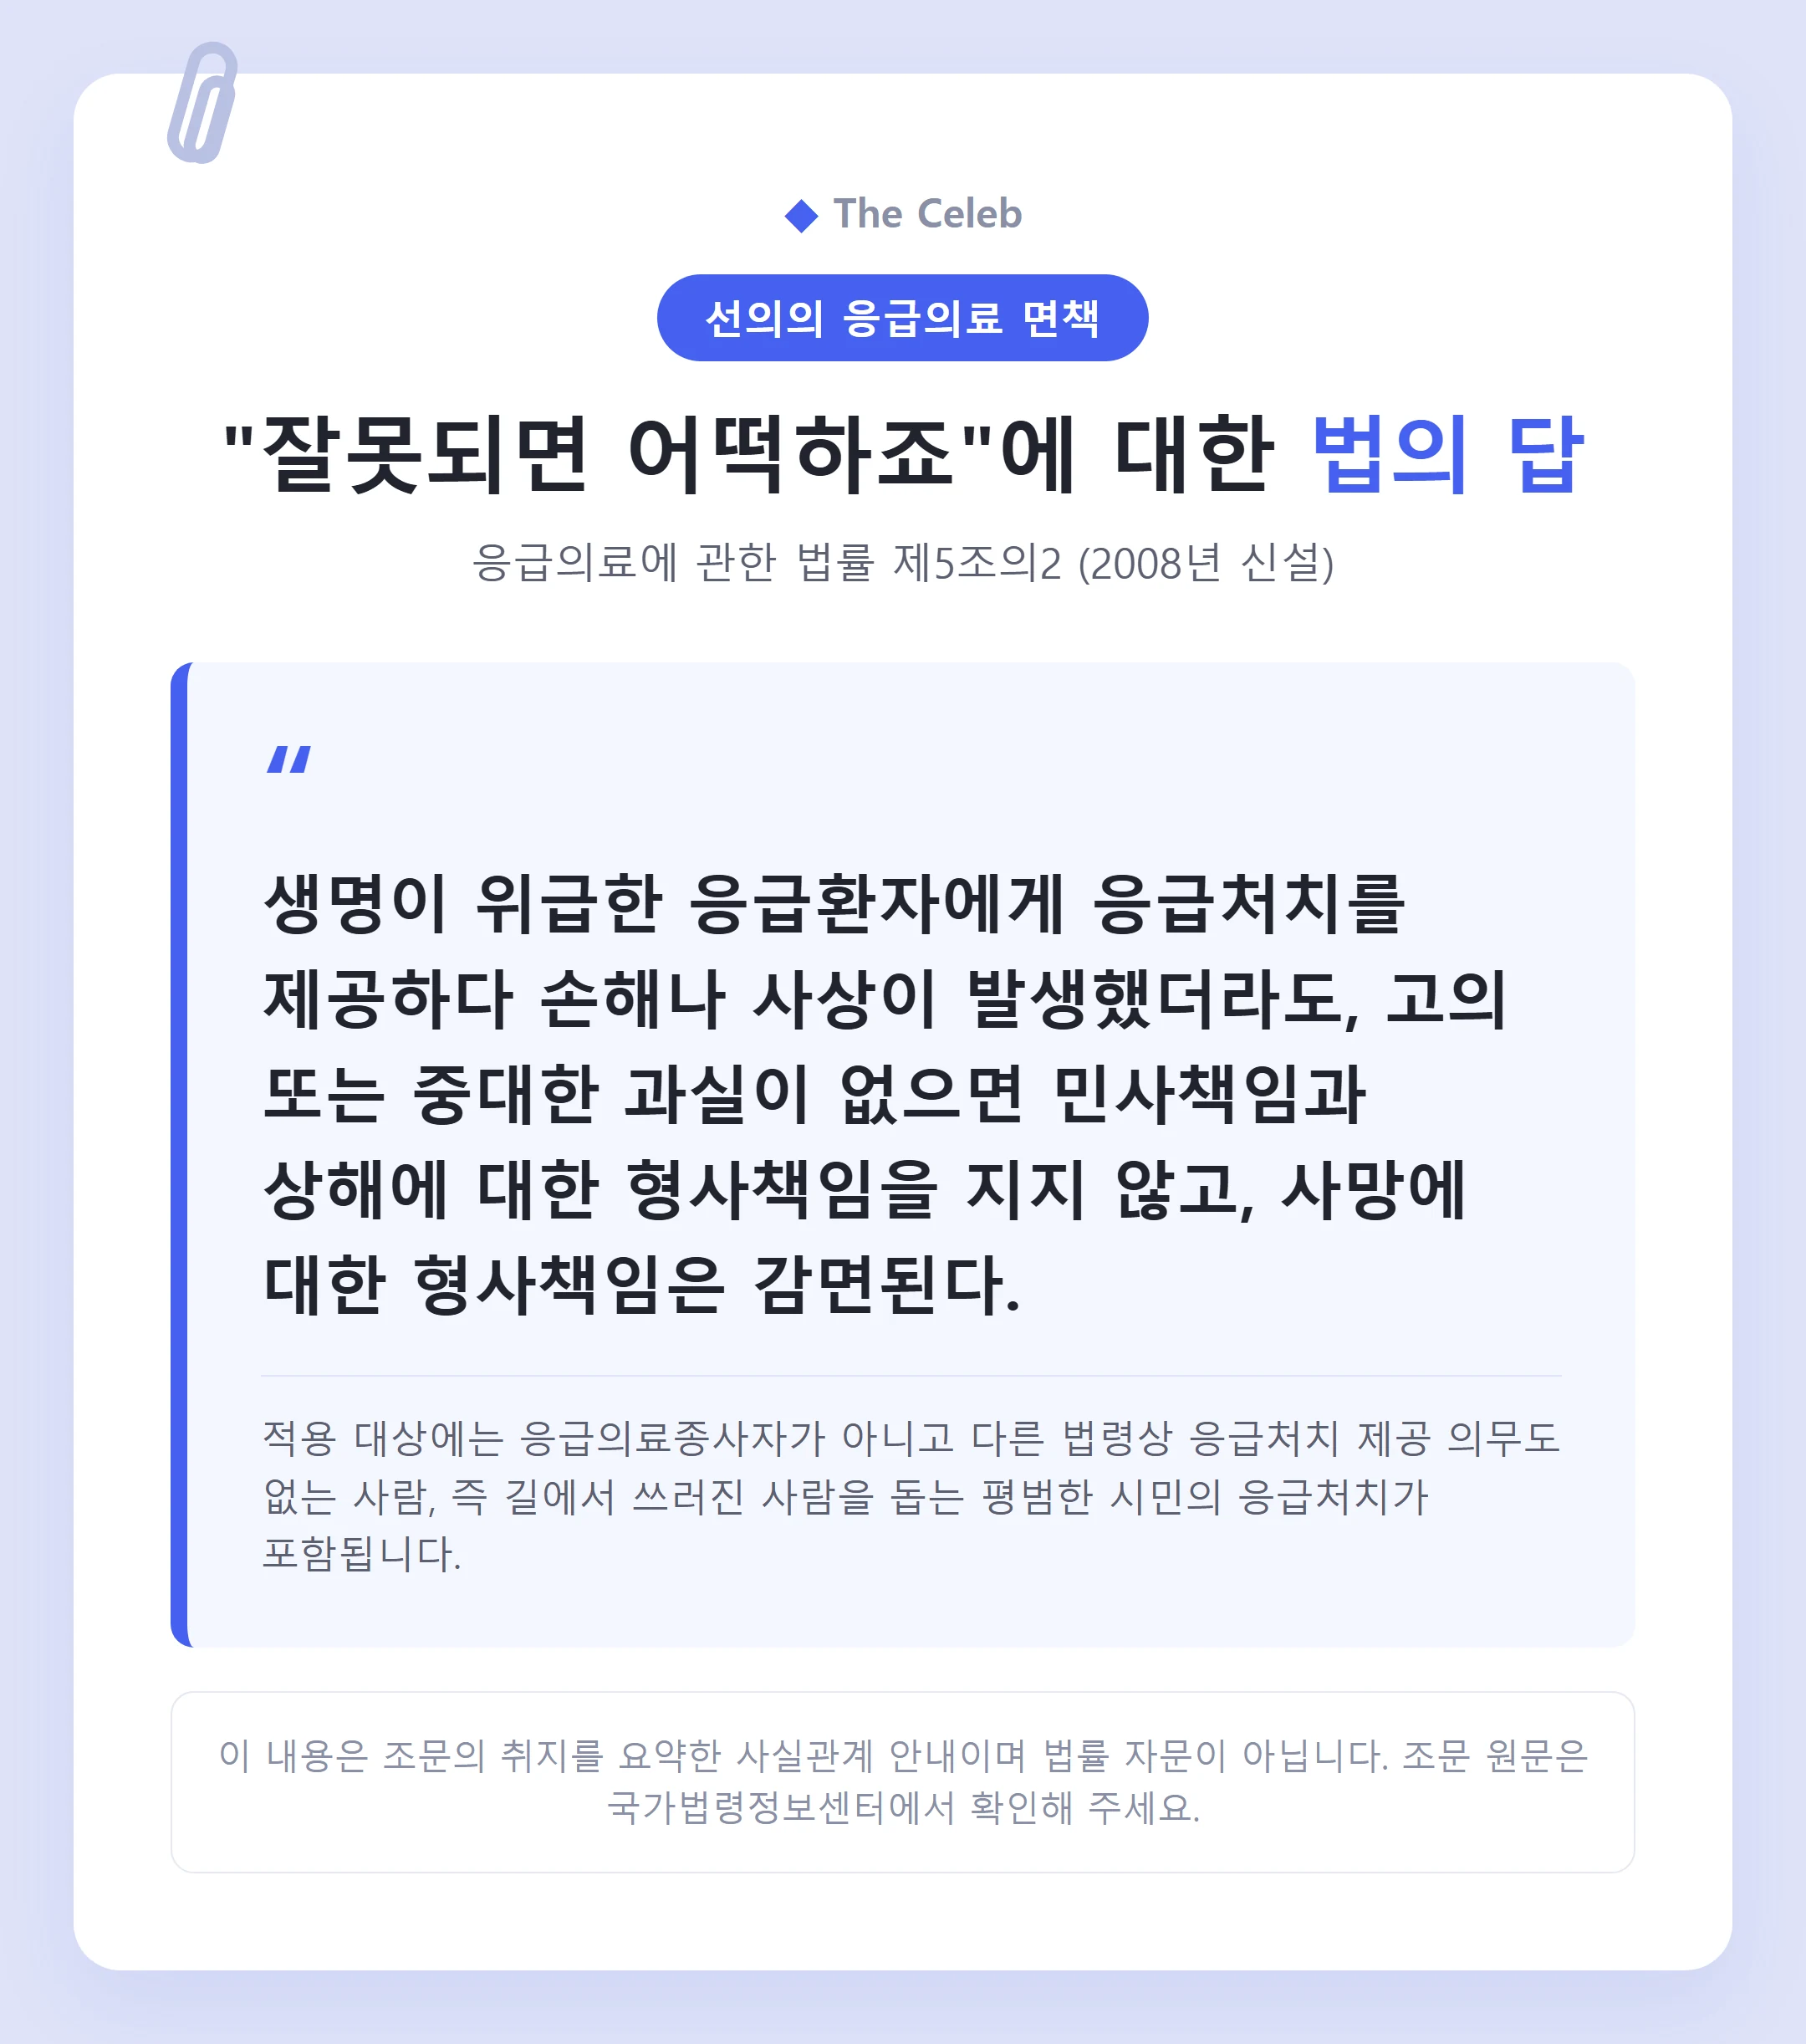 The Celeb
선의의 응급의료 면책
"잘못되면 어떡하죠"에 대한 법의 답
응급의료에 관한 법률 제5조의2 (2008년 신설)
“
생명이 위급한 응급환자에게 응급처치를
제공하다 손해나 사상이 발생했더라도, 고의
또는 중대한 과실이 없으면 민사책임과
상해에 대한 형사책임을 지지 않고, 사망에
대한 형사책임은 감면된다.
적용 대상에는 응급의료종사자가 아니고 다른 법령상 응급처치 제공 의무도
없는 사람, 즉 길에서 쓰러진 사람을 돕는 평범한 시민의 응급처치가
포함됩니다.
이 내용은 조문의 취지를 요약한 사실관계 안내이며 법률 자문이 아닙니다. 조문 원문은
국가법령정보센터에서 확인해 주세요.